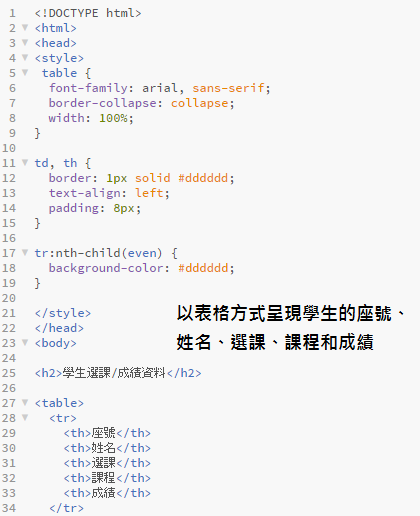 1 <!DOCTYPE html>
2 <html>
3 <head>
4 <style>
5 table {
6 font-family: arial, sans-serif;
7 border-collapse: collapse;
8 width: 100%;
9 }
10
11 td, th {
12 border: 1px solid #dddddd;
13 text-align: left;
14 padding: 8px;
15 }
16
17 tr:nth-child(even) {
18 background-color: #dddddd;
19 }
20
21 </style>
22 </head>
23 <body>
24
25 <h2>學生選課/成績資料</h2>
26
27 <table>
28 <tr>
29 <th>座號</th>
30 <th>姓名</th>
31 <th>選課</th>
32 <th>課程</th>
33 <th>成績</th>
34 </tr>
以表格方式呈現學生的座號、
姓名、選課、課程和成績